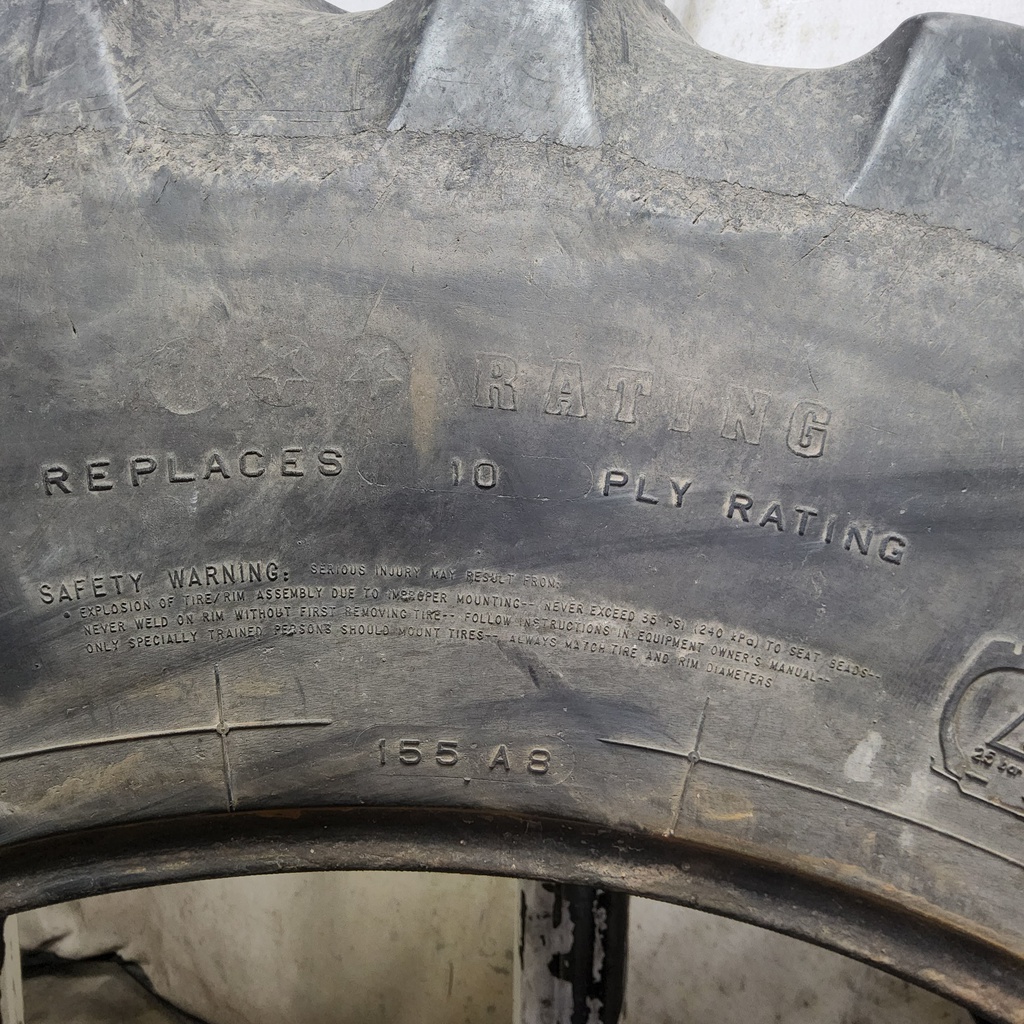 ☆☆ RATING
REPLACES 10 PLY RATING
SAFETY WARNING: SERIOUS INJURY MAY RESULT FROM:
• EXPLOSION OF TIRE/RIM ASSEMBLY DUE TO IMPROPER MOUNTING-- NEVER EXCEED 35 PSI (240 kPa) TO SEAT BEADS--
NEVER WELD ON RIM WITHOUT FIRST REMOVING TIRE-- FOLLOW INSTRUCTIONS IN EQUIPMENT OWNER'S MANUAL--
ONLY SPECIALLY TRAINED PERSONS SHOULD MOUNT TIRES-- ALWAYS MATCH TIRE AND RIM DIAMETERS
155 A8
2.5 bar